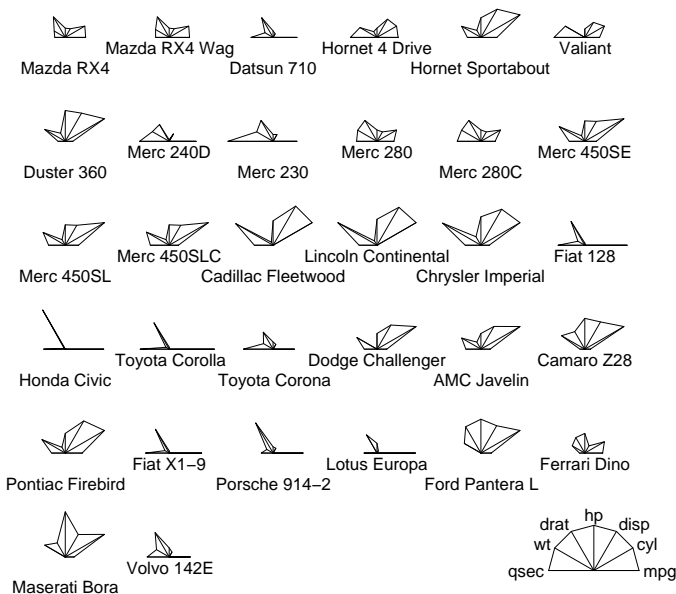 Mazda RX4
Mazda RX4 Wag
Datsun 710
Hornet 4 Drive
Hornet Sportabout
Valiant
Duster 360
Merc 240D
Merc 230
Merc 280
Merc 280C
Merc 450SE
Merc 450SL
Merc 450SLC
Cadillac Fleetwood
Lincoln Continental
Chrysler Imperial
Fiat 128
Honda Civic
Toyota Corolla
Toyota Corona
Dodge Challenger
AMC Javelin
Camaro Z28
Pontiac Firebird
Fiat X1−9
Porsche 914−2
Lotus Europa
Ford Pantera L
Ferrari Dino
Maserati Bora
Volvo 142E
mpg
cyl
disp
hp
drat
wt
qsec